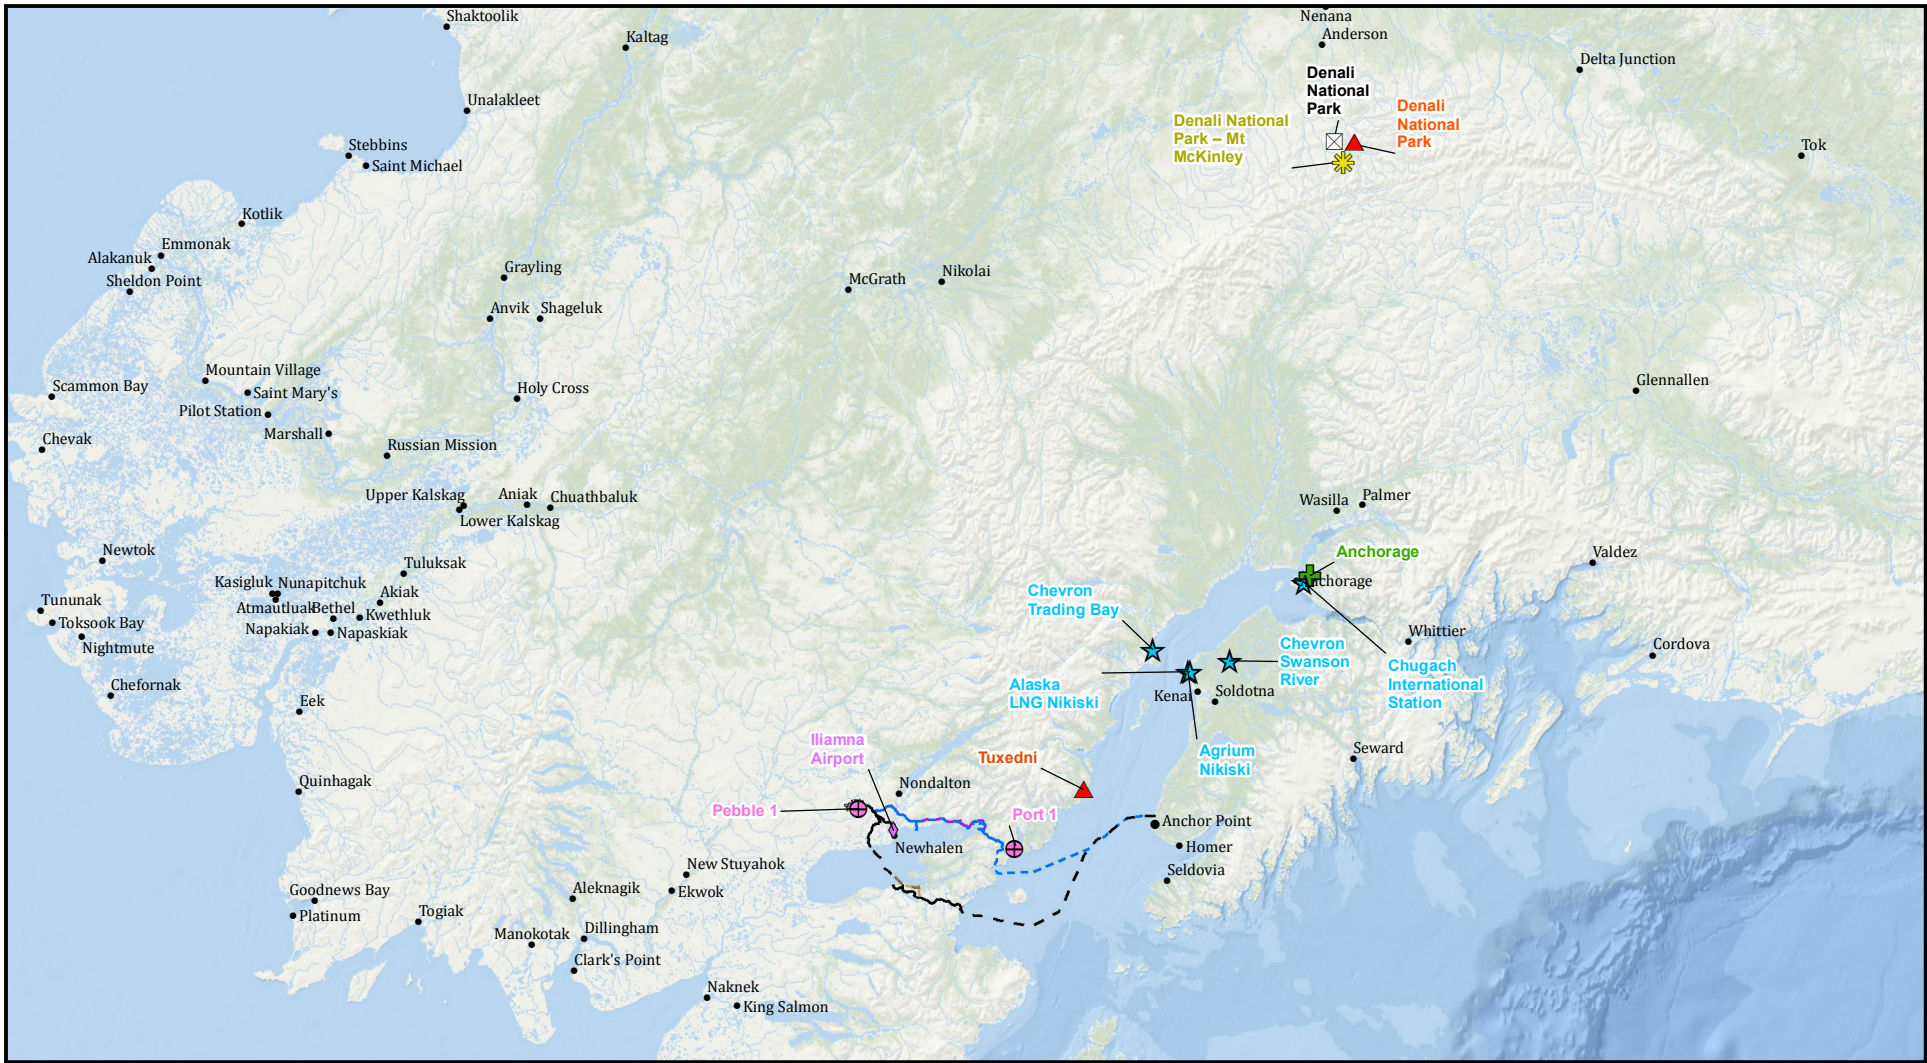 Shaktoolik
Kaltag
Nenana
Anderson
Delta Junction
Denali
National
Park
Unalakleet
Denali National
Park – Mt
McKinley
Denali
National
Park
Stebbins
Saint Michael
Tok
Kotlik
Emmonak
Alakanuk
Sheldon Point
Grayling
McGrath
Nikolai
Anvik
Shageluk
Mountain Village
Scammon Bay
Saint Mary's
Holy Cross
Glennallen
Pilot Station
Marshall
Chevak
Russian Mission
Upper Kalskag
Aniak
Chuathbaluk
Lower Kalskag
Wasilla
Palmer
Newtok
Tuluksak
Anchorage
Valdez
Kasigluk
Nunapitchuk
Anchorage
Akiak
Tununak
Atmautluak
Bethel
Kwethluk
Chevron
Trading Bay
Toksook Bay
Napakiak
Napaskiak
Nightmute
Whittier
Cordova
Chevron
Swanson
River
Chugach
International
Station
Chefornak
Eek
Alaska
LNG Nikiski
Kenai
Soldotna
Iliamna
Airport
Tuxedni
Agrium
Nikiski
Seward
Quinhagak
Nondalton
Pebble 1
Port 1
Anchor Point
Newhalen
Homer
New Stuyahok
Seldovia
Goodnews Bay
Aleknagik
Ekwok
Platinum
Togiak
Manokotak
Dillingham
Clark's Point
Naknek
King Salmon